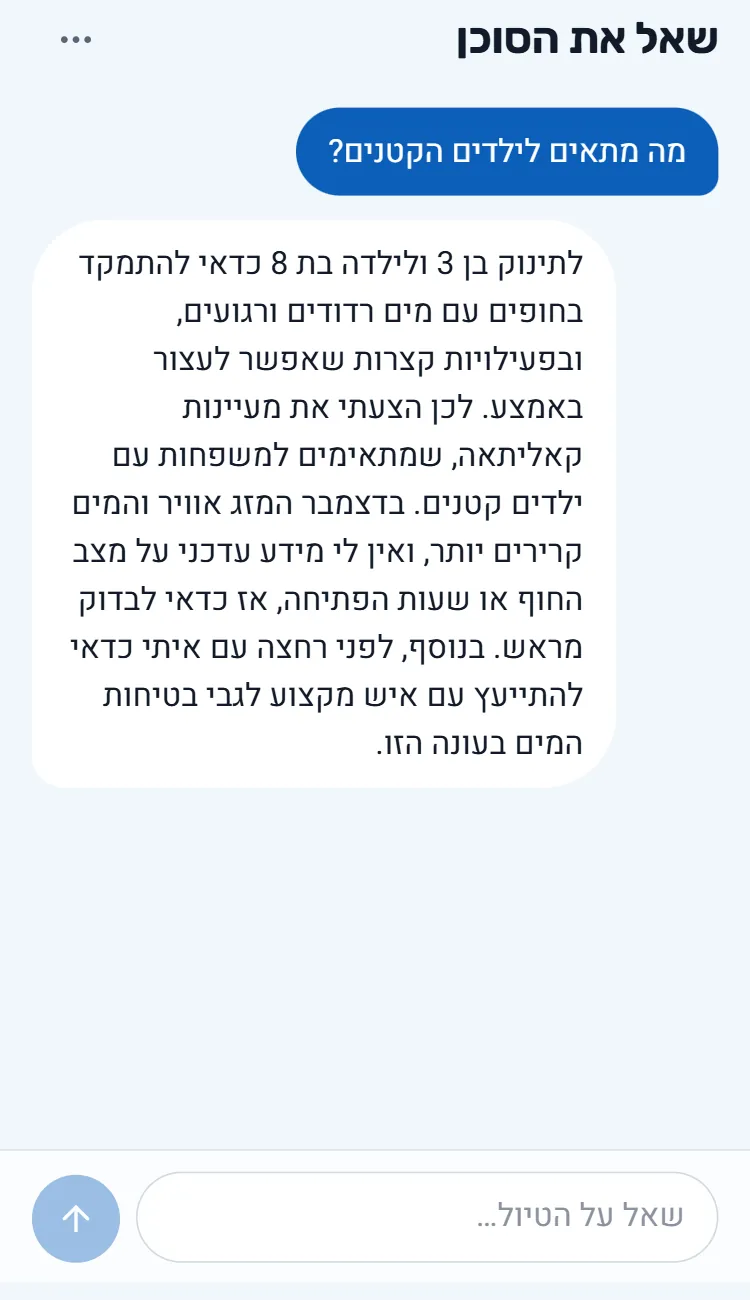 שאל את הסוכן
מה מתאים לילדים הקטנים?
לתינוק בן 3 ולילדה בת 8 כדאי להתמקד
בחופים עם מים רדודים ורגועים,
ובפעילויות קצרות שאפשר לעצור
באמצע. לכן הצעתי את מעיינות
קאליתאה, שמתאימים למשפחות עם
ילדים קטנים. בדצמבר המזג אוויר והמים
קרירים יותר, ואין לי מידע עדכני על מצב
החוף או שעות הפתיחה, אז כדאי לבדוק
מראש. בנוסף, לפני רחצה עם איתי כדאי
להתייעץ עם איש מקצוע לגבי בטיחות
המים בעונה הזו.
שאל על הטיול...